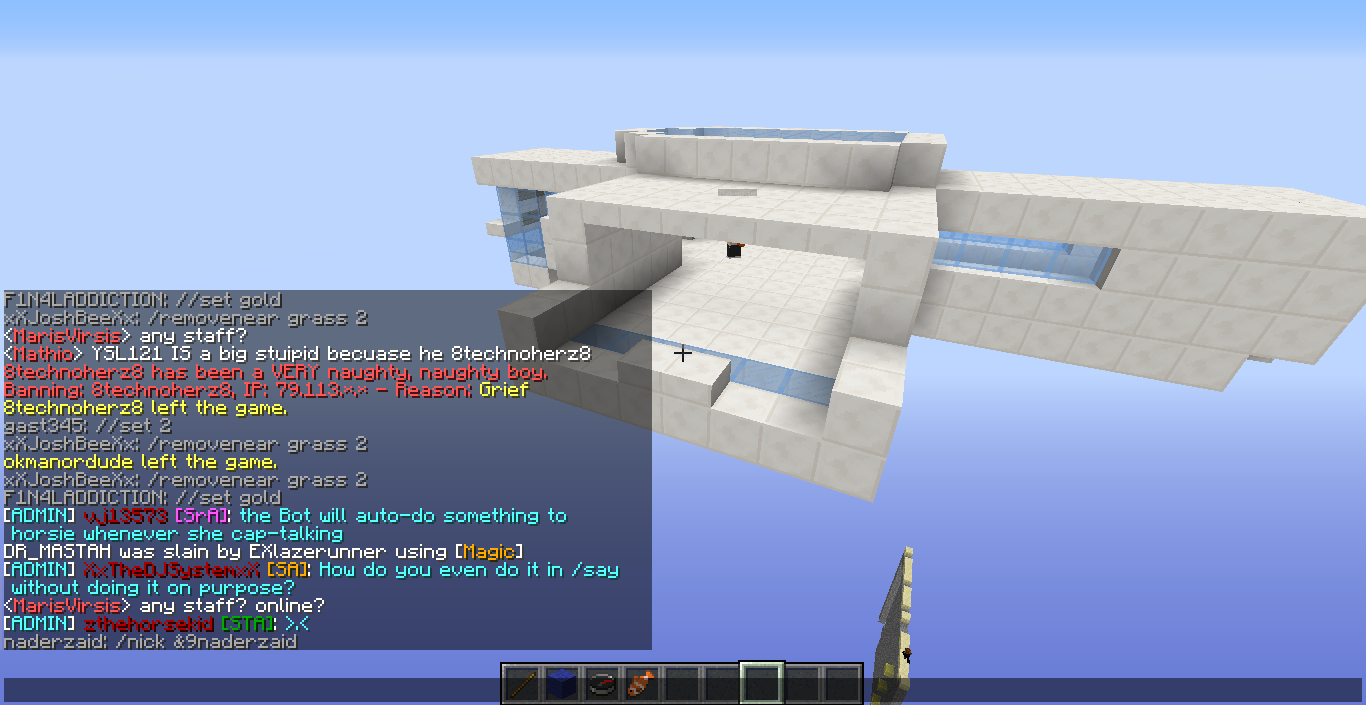 F1N4LADDICTION: //set gold
xXJoshBeeXx: /removenear grass 2
<MarisVirsis> any staff?
<Mathio> YSL121 IS a big stuipid becuase he 8technoherz8
8technoherz8 has been a VERY naughty, naughty boy.
Banning: 8technoherz8, IP: 79.113.*.* - Reason: Grief
8technoherz8 left the game.
gast345: //set 2
xXJoshBeeXx: /removenear grass 2
okmanordude left the game.
xXJoshBeeXx: /removenear grass 2
F1N4LADDICTION: //set gold
[ADMIN] vj13573 [SrA]: the Bot will auto-do something to
horsie whenever she cap-talking
DR_MASTAH was slain by EXlazerunner using [Magic]
[ADMIN] XxTheDJSystemxX [SA]: How do you even do it in /say
without doing it on purpose?
<MarisVirsis> any staff? online?
[ADMIN] zthehorsekid [STA]: >.<
naderzaid: /nick &9naderzaid